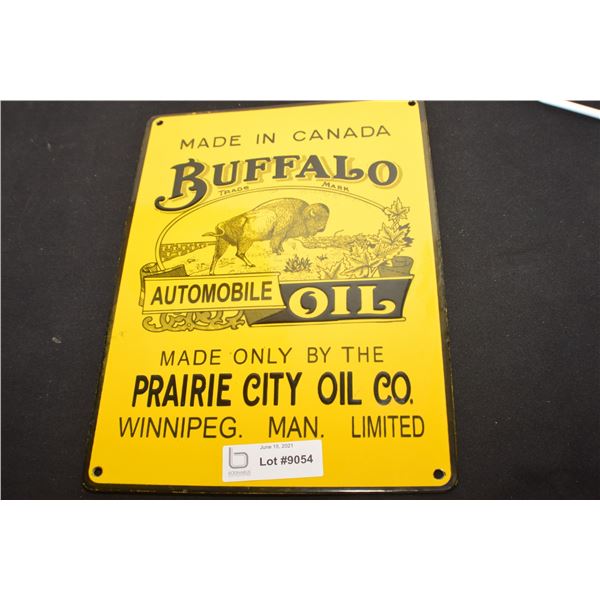 MADE IN CANADA
BUFFALO
TRADE MARK
AUTOMOBILE OIL
MADE ONLY BY THE
PRAIRIE CITY OIL CO.
WINNIPEG. MAN. LIMITED
June 15, 2021
Lot #9054